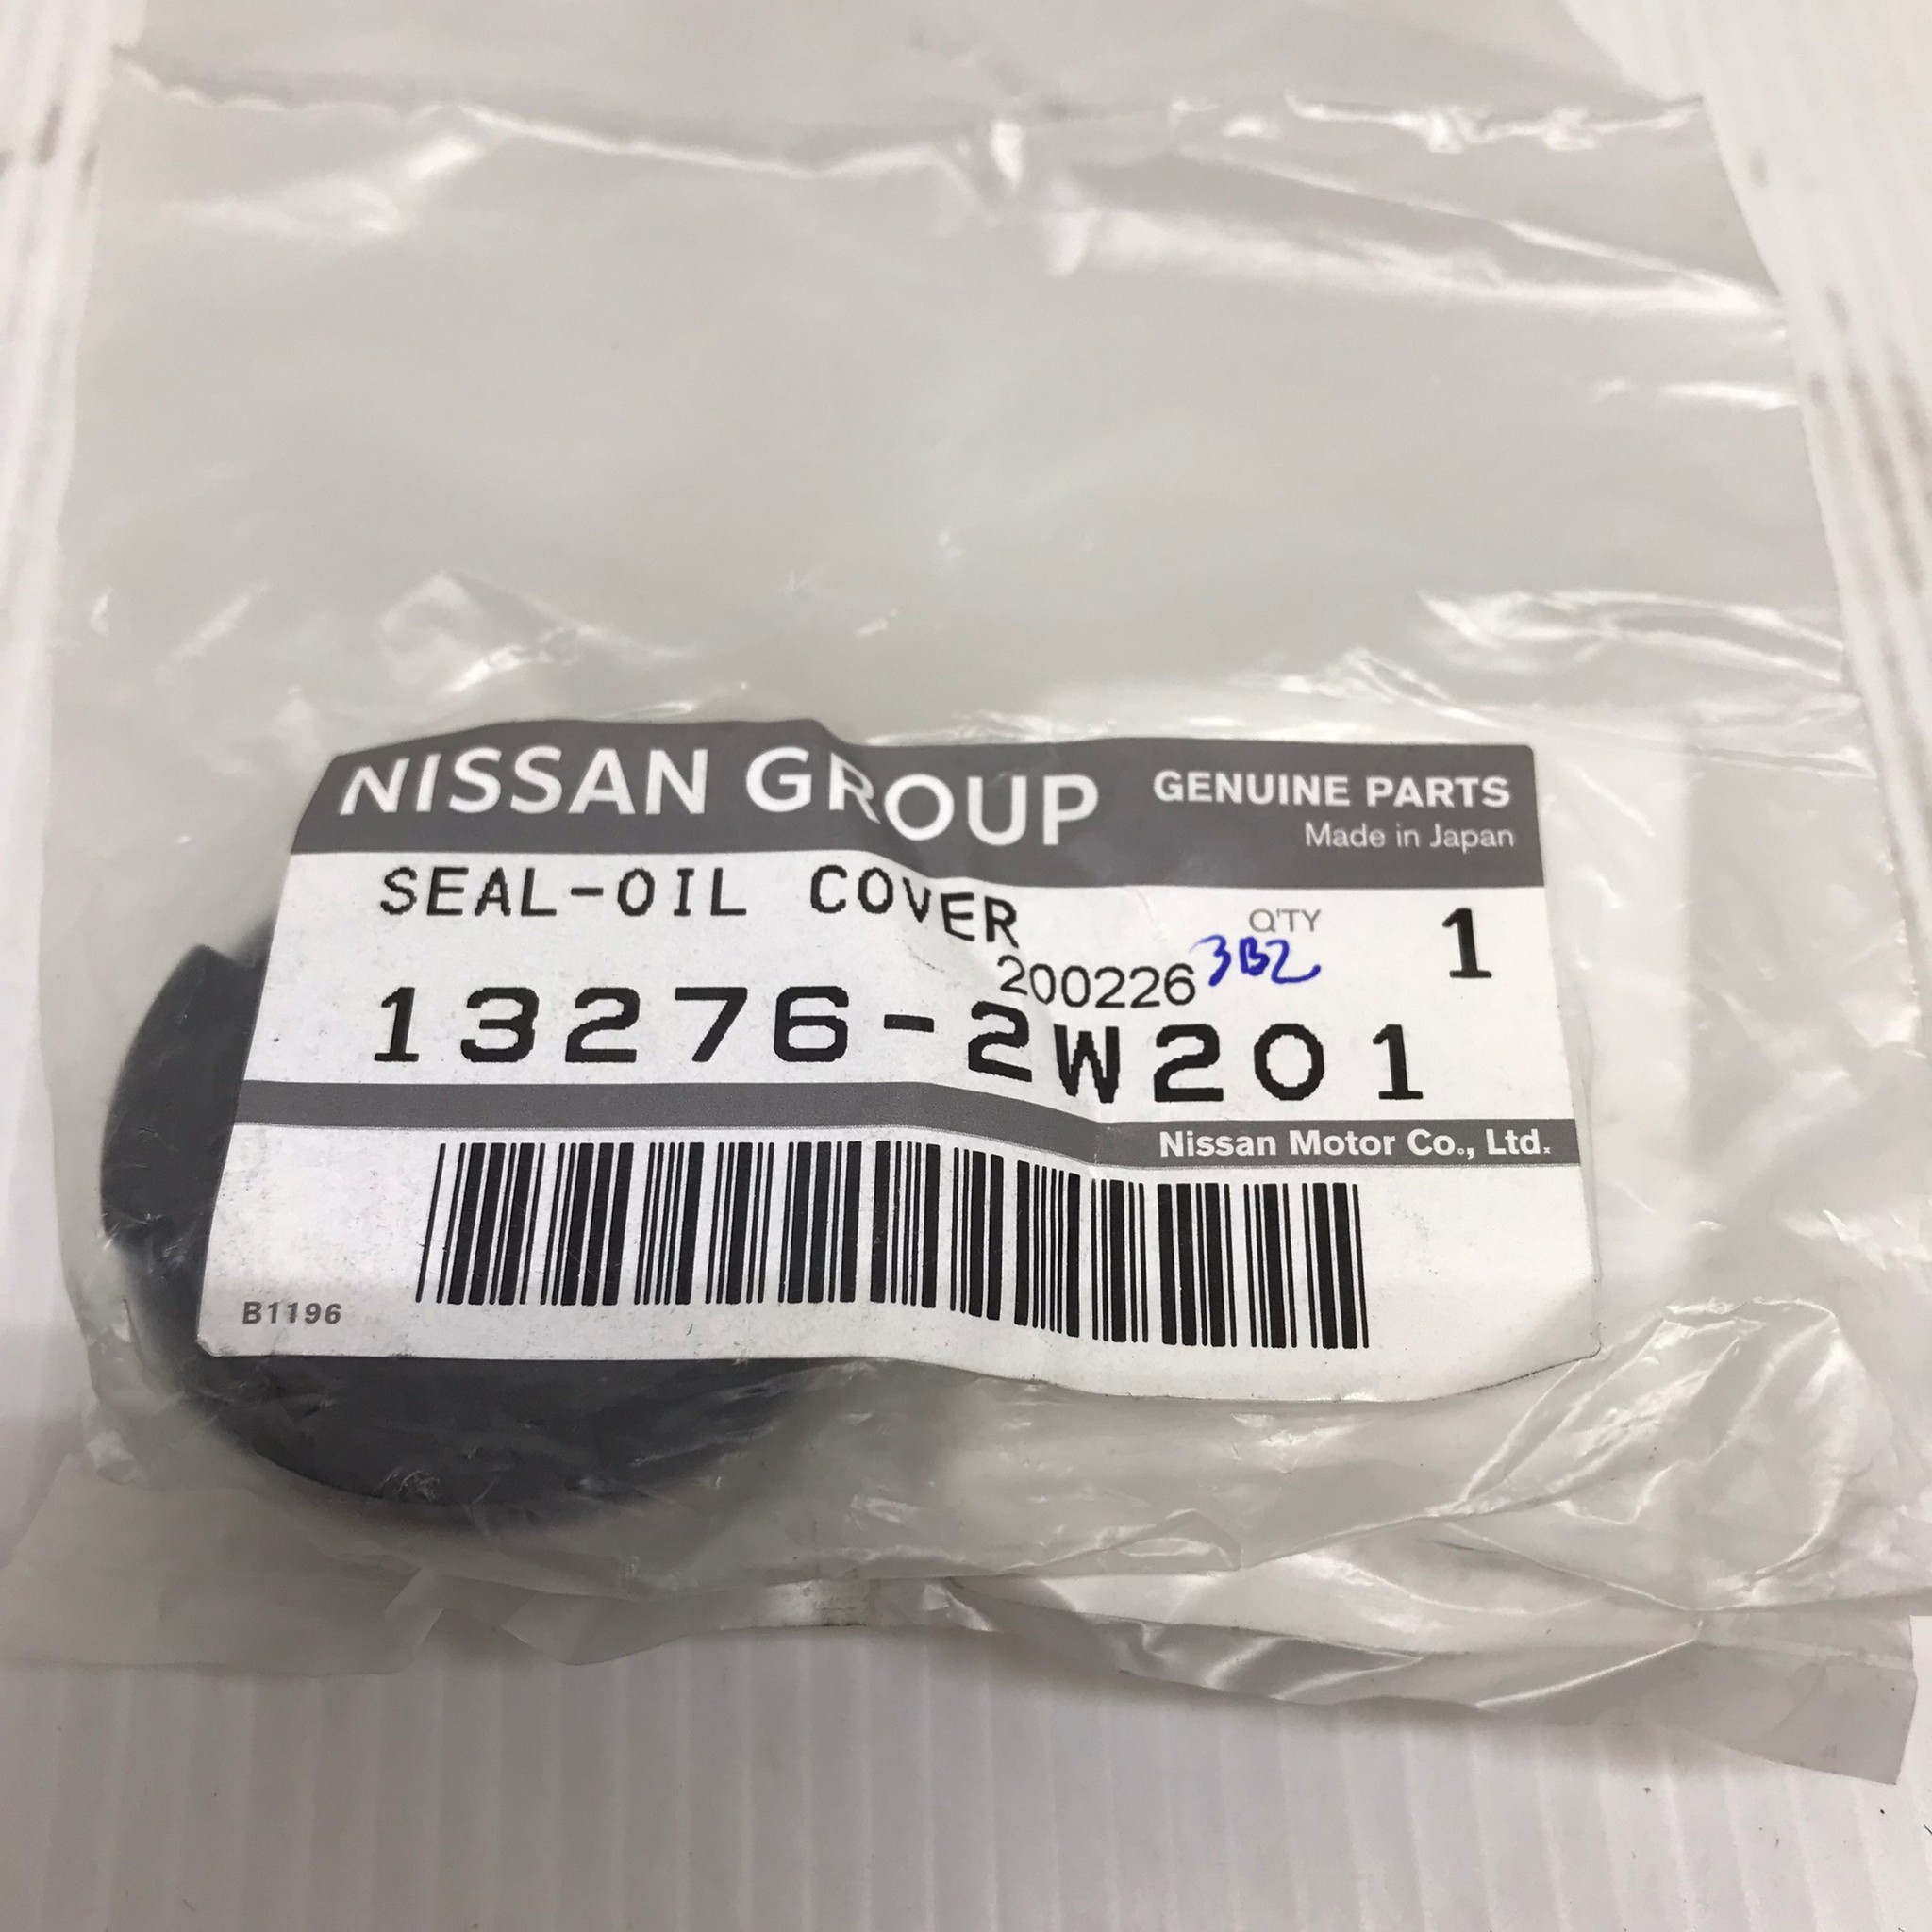 NISSAN GROUP
GENUINE PARTS
Made in Japan
SEAL-OIL COVER
Q'TY 1
200226 3B2
13276-2W201
Nissan Motor Co., Ltd.
B1196